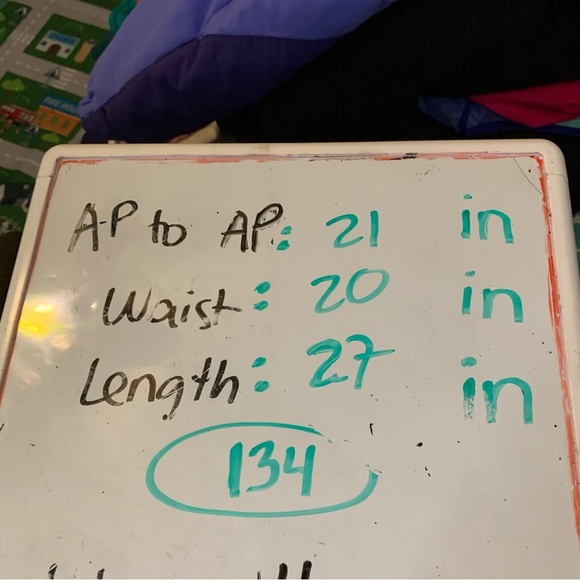 AP to AP: 21 in
Waist: 20 in
Length: 27 in
134